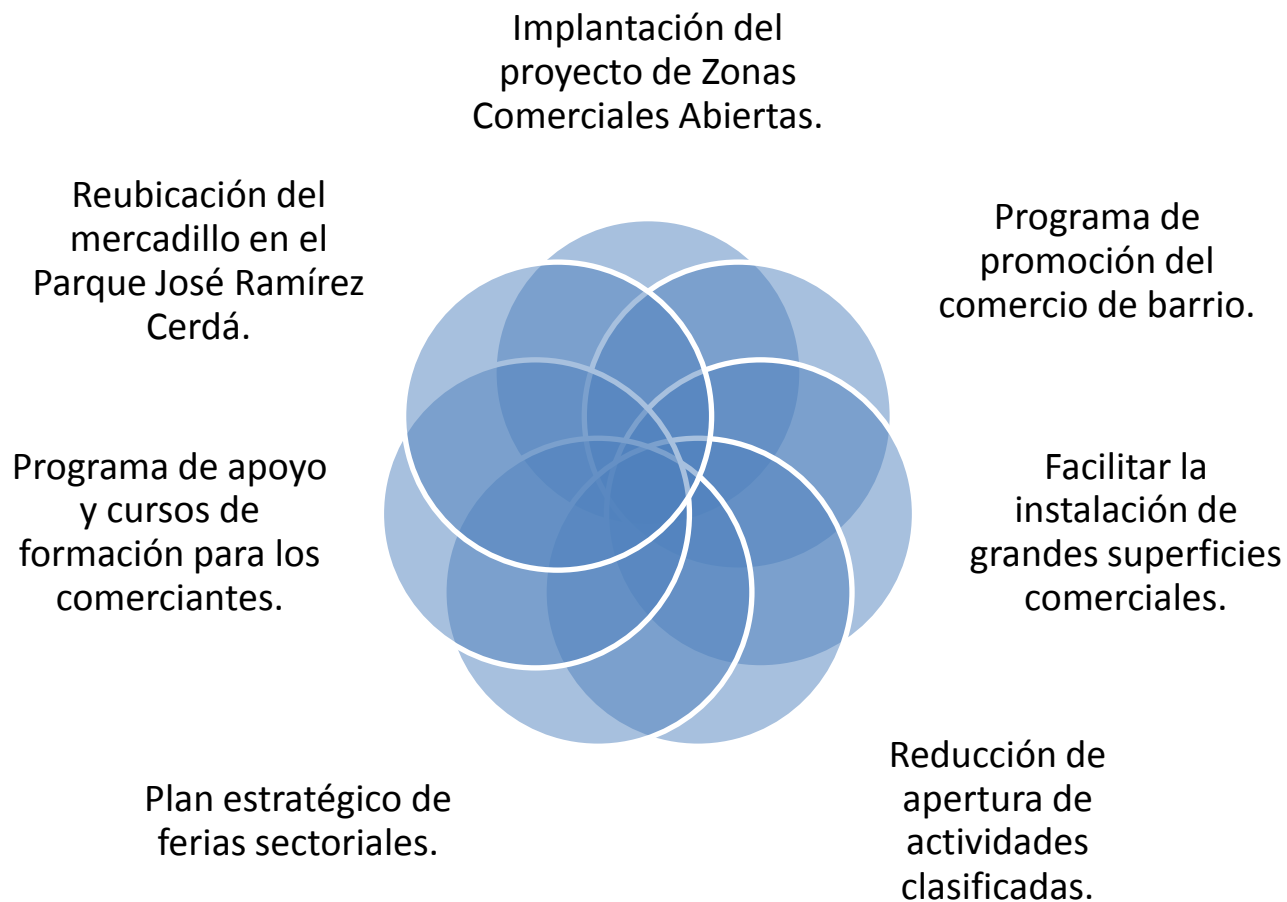 Implantación del
proyecto de Zonas
Comerciales Abiertas.
Programa de
promoción del
comercio de barrio.
Facilitar la
instalación de
grandes superficies
comerciales.
Reducción de
apertura de
actividades
clasificadas.
Plan estratégico de
ferias sectoriales.
Programa de apoyo
y cursos de
formación para los
comerciantes.
Reubicación del
mercadillo en el
Parque José Ramírez
Cerdá.